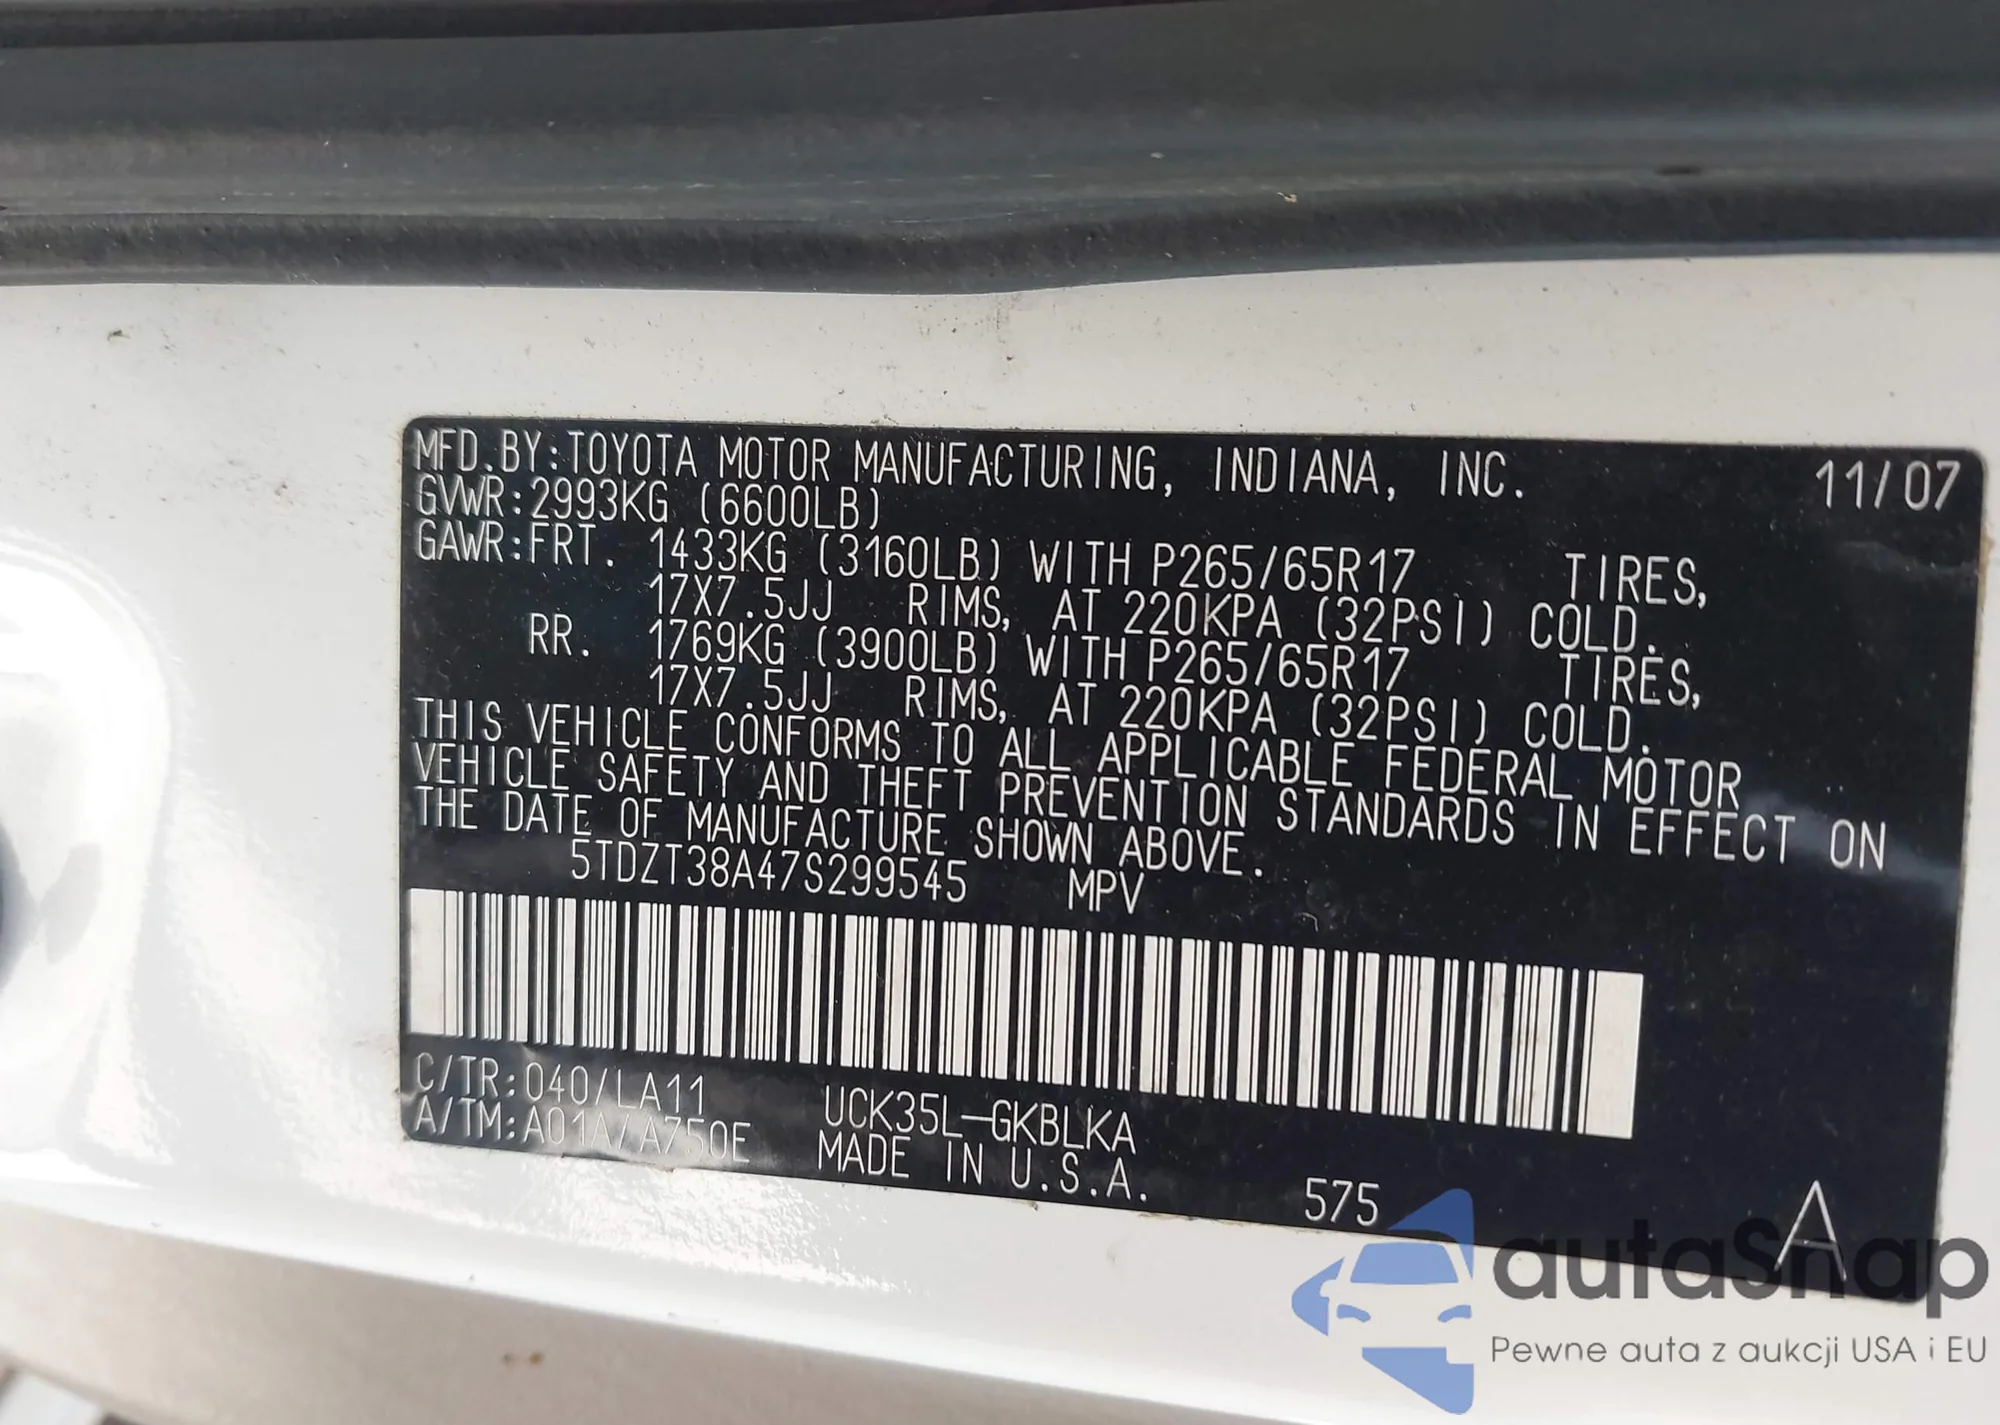 MFD.BY:TOYOTA MOTOR MANUFACTURING, INDIANA, INC. 11/07
GVWR:2993KG (6600LB)
GAWR:FRT. 1433KG (3160LB) WITH P265/65R17 TIRES,
17X7.5JJ RIMS, AT 220KPA (32PSI) COLD.
RR. 1769KG (3900LB) WITH P265/65R17 TIRES,
17X7.5JJ RIMS, AT 220KPA (32PSI) COLD.
THIS VEHICLE CONFORMS TO ALL APPLICABLE FEDERAL MOTOR
VEHICLE SAFETY AND THEFT PREVENTION STANDARDS IN EFFECT ON
THE DATE OF MANUFACTURE SHOWN ABOVE.
5TDZT38A47S299545 MPV
C/TR:040/LA11 UCK35L-GKBLKA
A/TM:A01A/A750E MADE IN U.S.A. 575 A
autaSnap
Pewne auta z aukcji USA i EU